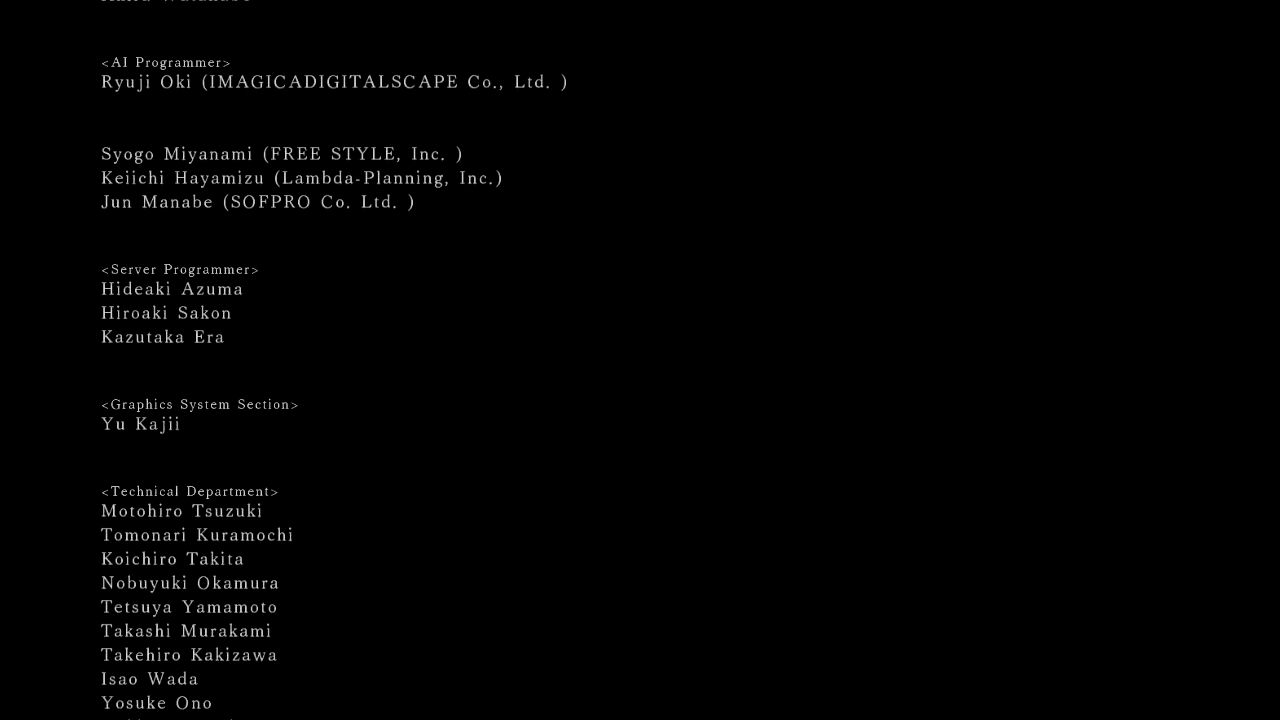 <AI Programmer>
Ryuji Oki (IMAGICADIGITALSCAPE Co., Ltd. )
Syogo Miyanami (FREE STYLE, Inc. )
Keiichi Hayamizu (Lambda-Planning, Inc.)
Jun Manabe (SOFPRO Co. Ltd. )
<Server Programmer>
Hideaki Azuma
Hiroaki Sakon
Kazutaka Era
<Graphics System Section>
Yu Kajii
<Technical Department>
Motohiro Tsuzuki
Tomonari Kuramochi
Koichiro Takita
Nobuyuki Okamura
Tetsuya Yamamoto
Takashi Murakami
Takehiro Kakizawa
Isao Wada
Yosuke Ono